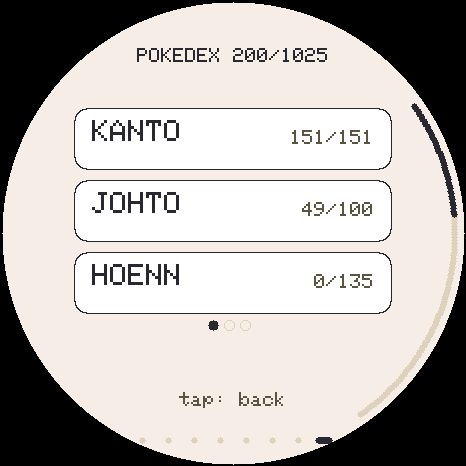 POKEDEX 200/1025
KANTO 151/151
JOHTO 49/100
HOENN 0/135
tap: back